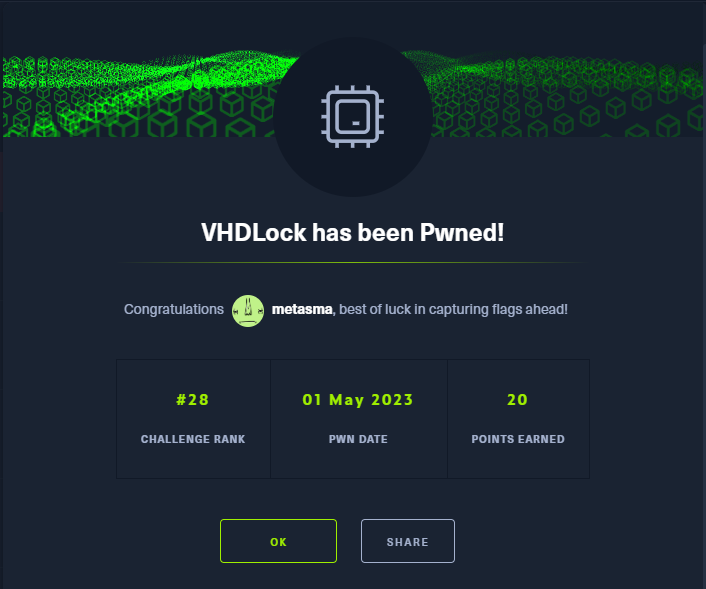 VHDLock has been Pwned!
Congratulations metasma, best of luck in capturing flags ahead!
#28 01 May 2023 20
CHALLENGE RANK PWN DATE POINTS EARNED
OK SHARE